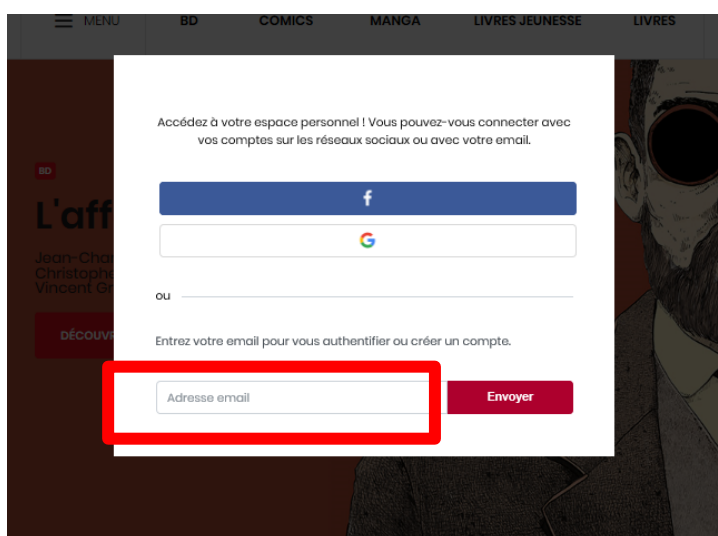 MENU BD COMICS MANGA LIVRES JEUNESSE LIVRES
Accédez à votre espace personnel ! Vous pouvez-vous connecter avec
vos comptes sur les réseaux sociaux ou avec votre email.
BD
L'aff
Jean-Char
Christophe
Vincent Gr
DÉCOUVR
ou
Entrez votre email pour vous authentifier ou créer un compte.
Adresse email
Envoyer